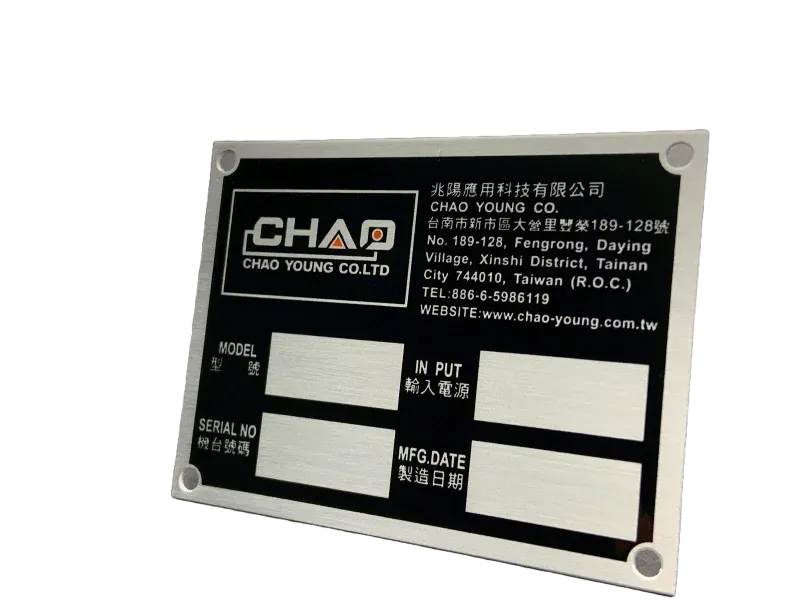 CHAO
CHAO YOUNG CO.LTD
兆陽應用科技有限公司
CHAO YOUNG CO.
台南市新市區大營里豐榮189-128號
No. 189-128, Fengrong, Daying
Village, Xinshi District, Tainan
City 744010, Taiwan (R.O.C.)
TEL:886-6-5986119
WEBSITE:www.chao-young.com.tw
MODEL
型 號
IN PUT
輸入電源
SERIAL NO
機台號碼
MFG.DATE
製造日期